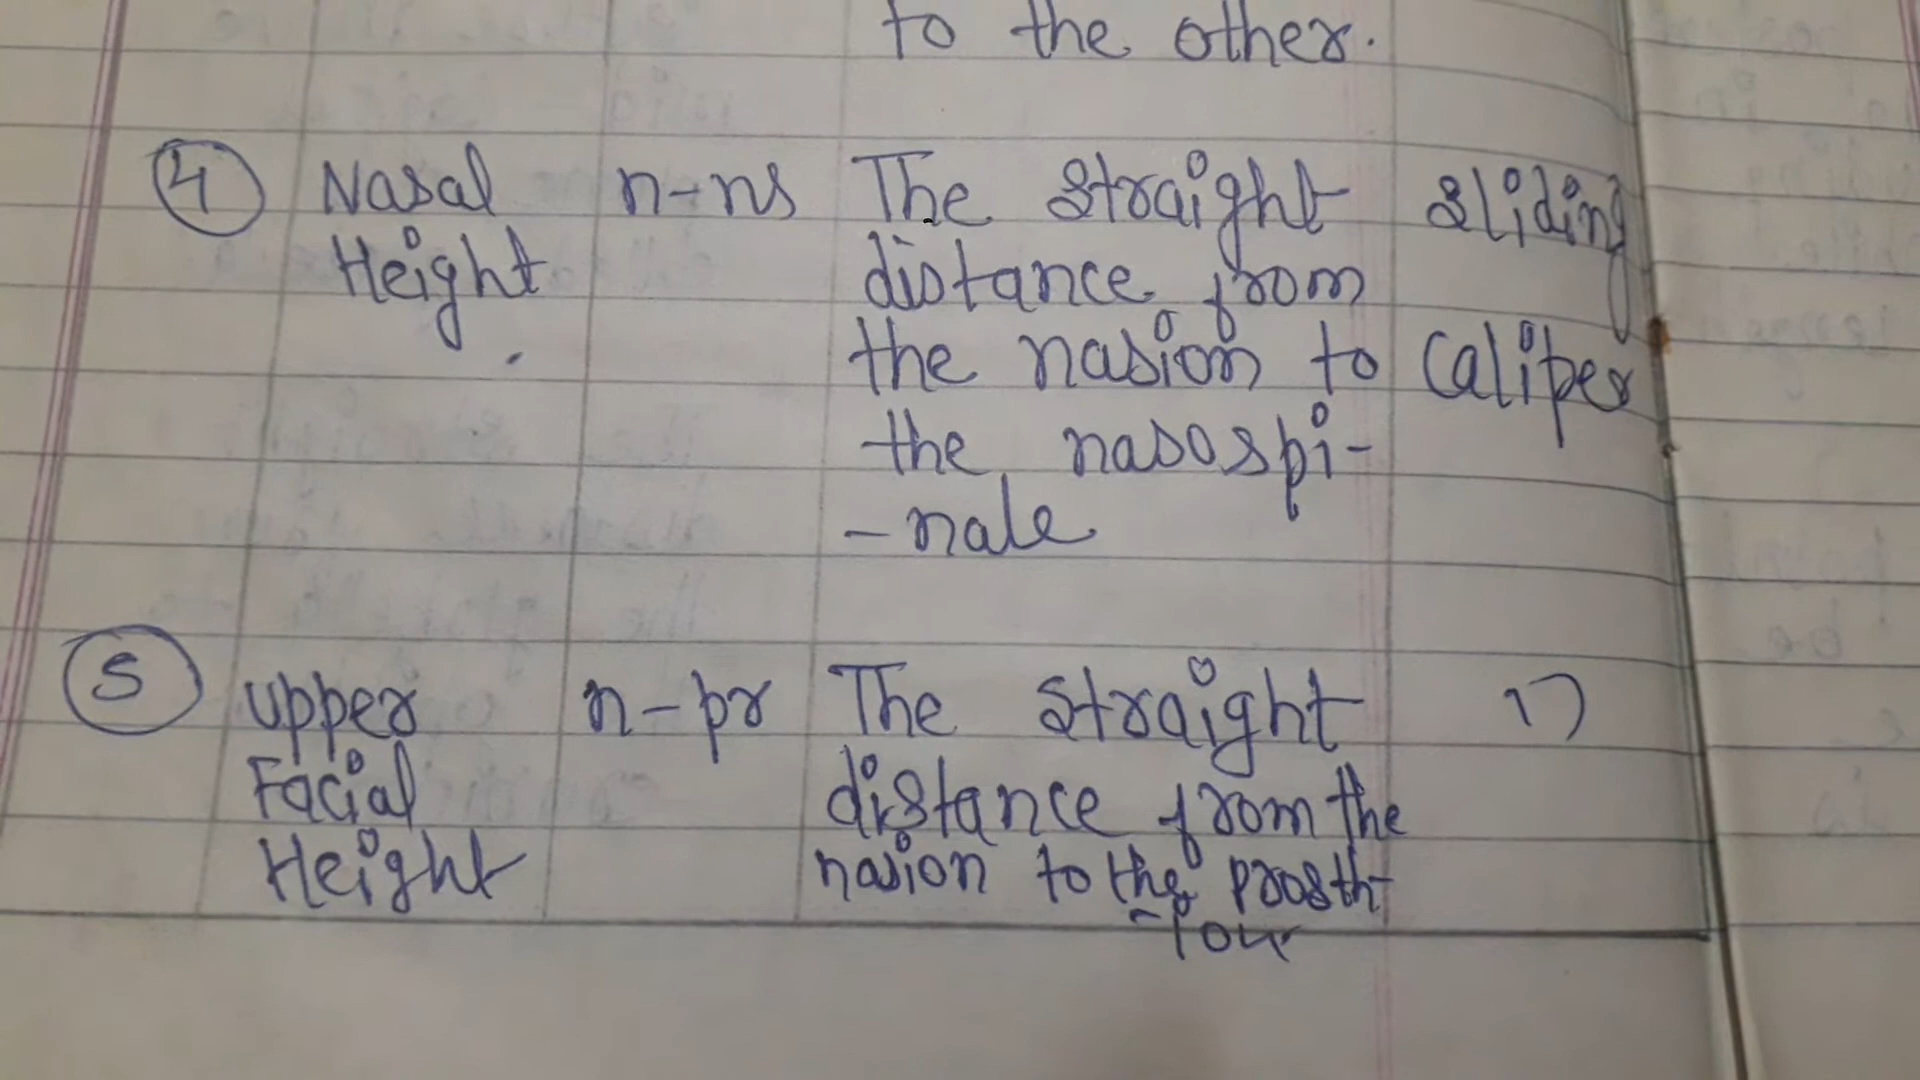 to the other.
4 Nasal n-ns The straight sliding
Height distance from
the nasion to Caliper
the nasospi-
-nale
5 upper n-pr The straight ")
Facial distance from the
Height nasion to the prosth-